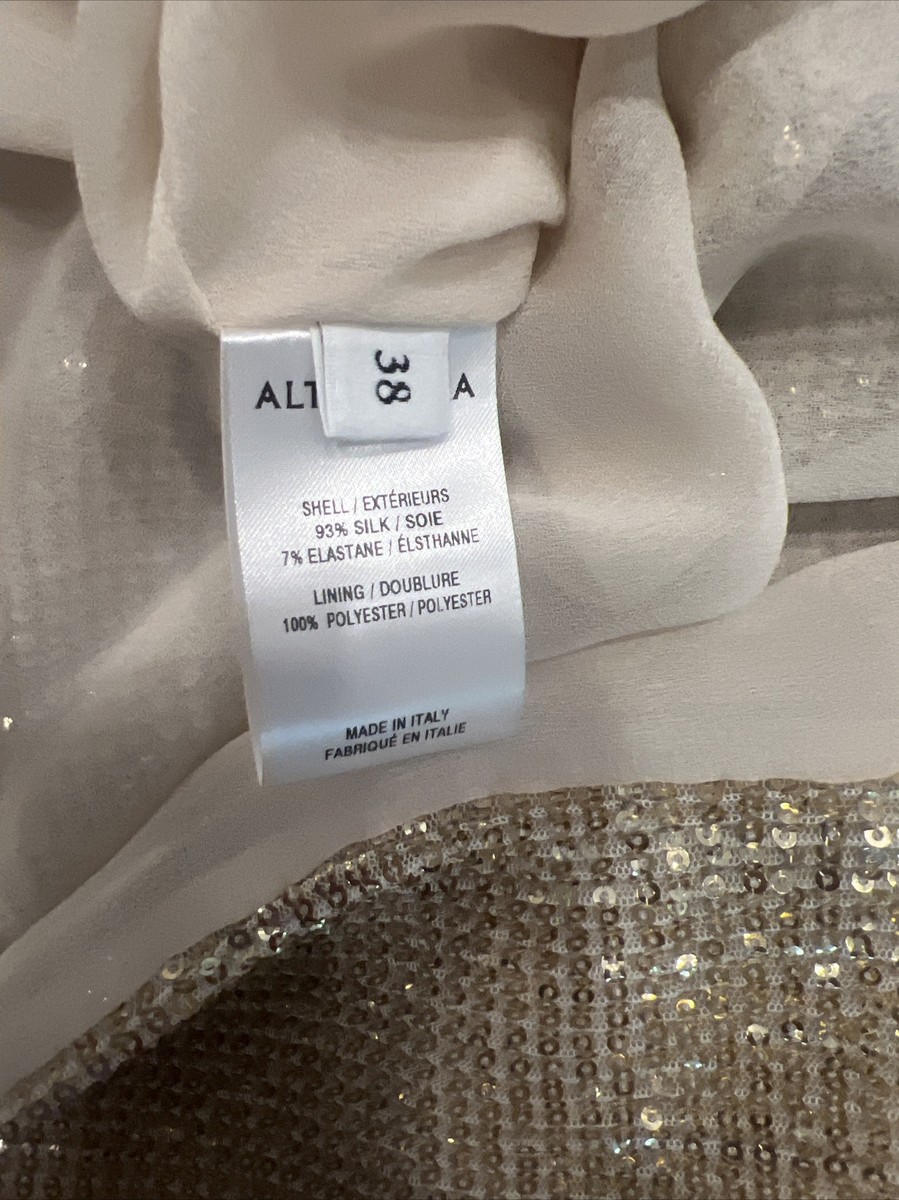 38
SHELL / EXTÉRIEURS
93% SILK / SOIE
7% ELASTANE / ÉLSTHANNE
LINING / DOUBLURE
100% POLYESTER / POLYESTER
MADE IN ITALY
FABRIQUÉ EN ITALIE